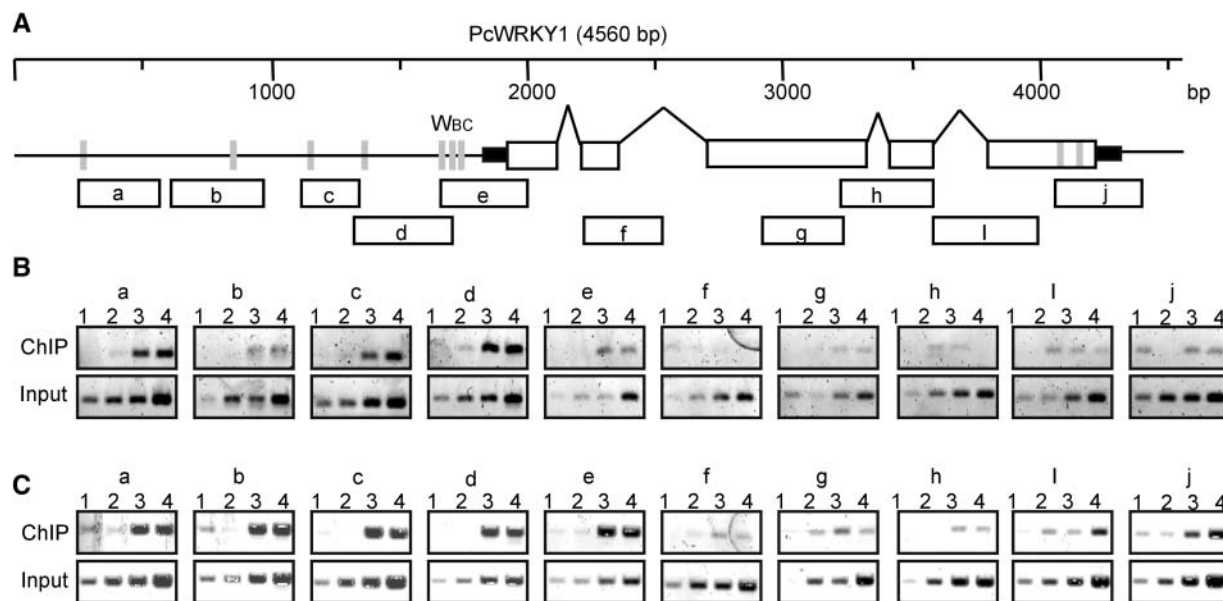 A
PcWRKY1 (4560 bp)
1000 2000 3000 4000 bp
WBC
a b c e h j
d f g I
B
a b c d e f g h I j
1 2 3 4 1 2 3 4 1 2 3 4 1 2 3 4 1 2 3 4 1 2 3 4 1 2 3 4 1 2 3 4 1 2 3 4 1 2 3 4
ChIP
Input
C
a b c d e f g h I j
1 2 3 4 1 2 3 4 1 2 3 4 1 2 3 4 1 2 3 4 1 2 3 4 1 2 3 4 1 2 3 4 1 2 3 4 1 2 3 4
ChIP
Input